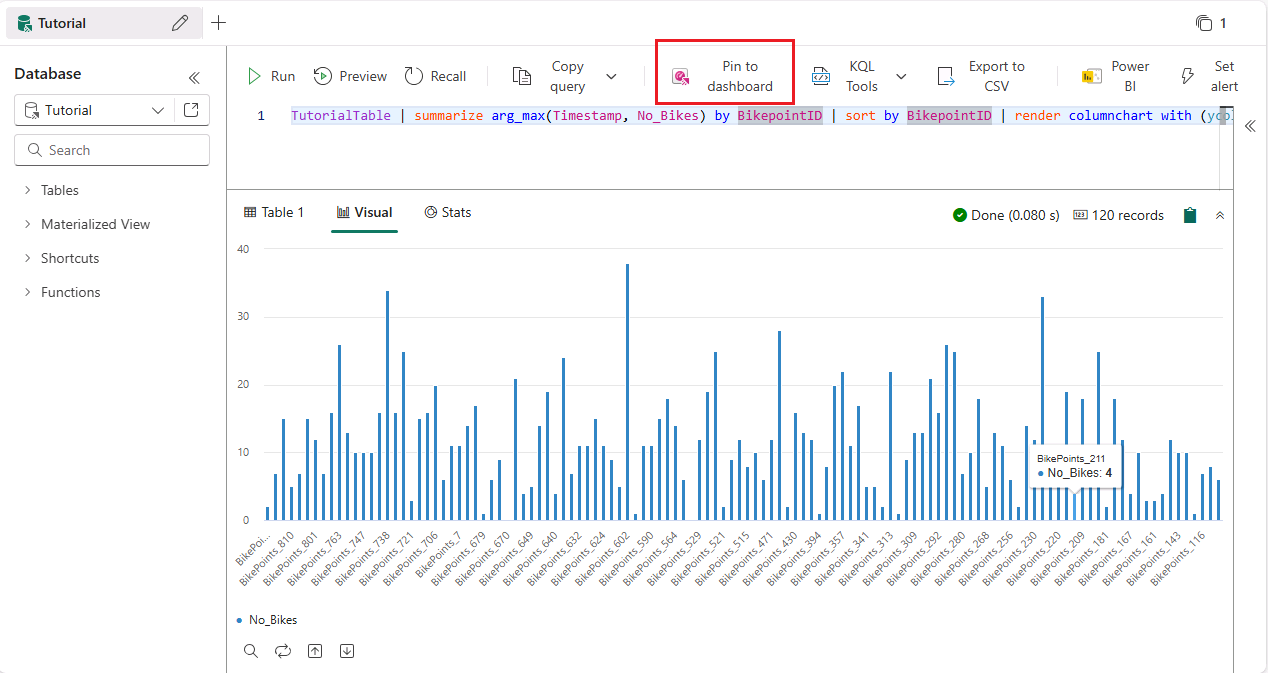 Tutorial
1
Database
Tutorial
Search
Tables
Materialized View
Shortcuts
Functions
Run
Preview
Recall
Copy
query
Pin to
dashboard
KQL
Tools
Export to
CSV
Power
BI
Set
alert
1 TutorialTable | summarize arg_max(Timestamp, No_Bikes) by BikepointID | sort by BikepointID | render columnchart with
Table 1
Visual
Stats
Done (0.080 s)
120 records
40
30
20
10
0
BikePoints_211
No_Bikes: 4
BikePoi...
BikePoints_810
BikePoints_801
BikePoints_763
BikePoints_747
BikePoints_738
BikePoints_721
BikePoints_706
BikePoints_7
BikePoints_679
BikePoints_670
BikePoints_649
BikePoints_640
BikePoints_632
BikePoints_624
BikePoints_602
BikePoints_590
BikePoints_564
BikePoints_529
BikePoints_521
BikePoints_515
BikePoints_471
BikePoints_430
BikePoints_394
BikePoints_357
BikePoints_341
BikePoints_313
BikePoints_309
BikePoints_292
BikePoints_280
BikePoints_268
BikePoints_256
BikePoints_230
BikePoints_220
BikePoints_209
BikePoints_181
BikePoints_167
BikePoints_161
BikePoints_143
BikePoints_116
No_Bikes